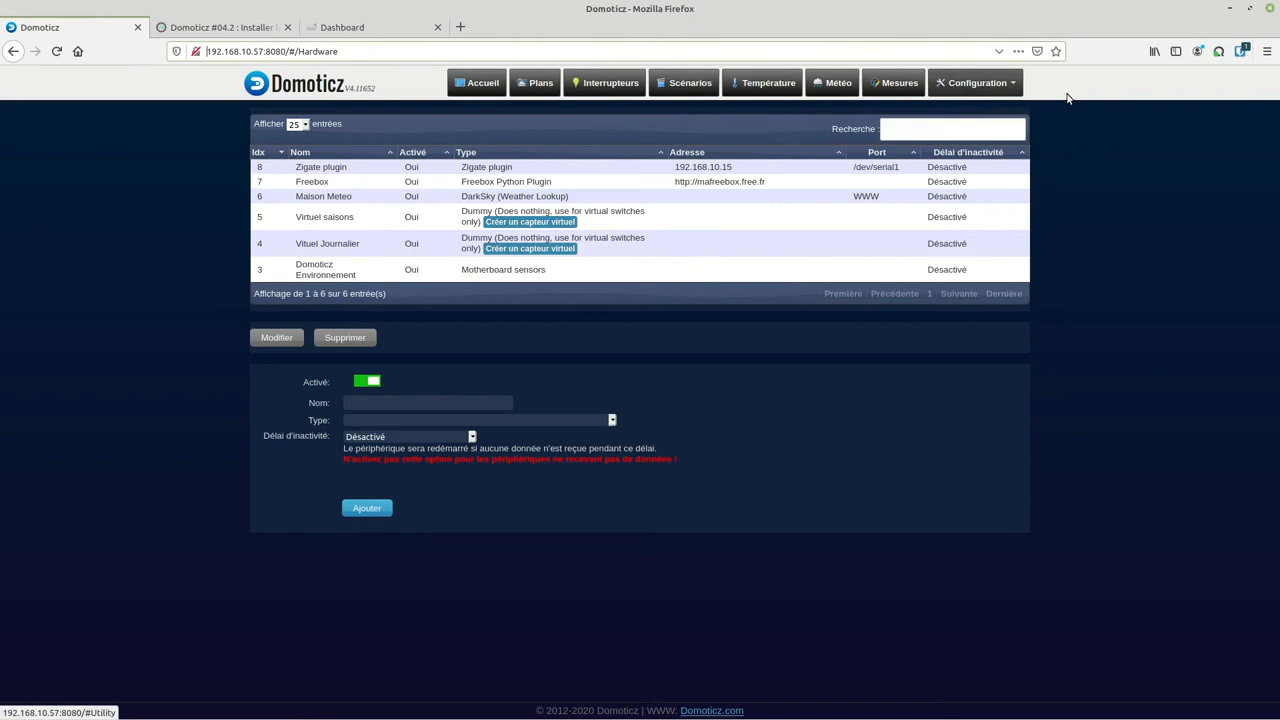 Domoticz - Mozilla Firefox
Domoticz
Domoticz #04.2 : Installer
Dashboard
192.168.10.57:8080/#/Hardware
1
Domoticz V4.11652
Accueil Plans Interrupteurs Scénarios Température Météo Mesures Configuration
Afficher 25 entrées
Recherche :
Idx Nom Activé Type Adresse Port Délai d'inactivité
8 Zigate plugin Oui Zigate plugin 192.168.10.15 /dev/serial1 Désactivé
7 Freebox Oui Freebox Python Plugin http://mafreebox.free.fr Désactivé
6 Maison Meteo Oui DarkSky (Weather Lookup) WWW Désactivé
5 Virtuel saisons Oui Dummy (Does nothing, use for virtual switches Désactivé
only) Créer un capteur virtuel
4 Vituel Journalier Oui Dummy (Does nothing, use for virtual switches Désactivé
only) Créer un capteur virtuel
3 Domoticz Oui Motherboard sensors Désactivé
Environnement
Affichage de 1 à 6 sur 6 entrée(s)
Première Précédente 1 Suivante Dernière
Modifier Supprimer
Activé:
Nom:
Type:
Délai d'inactivité: Désactivé
Le périphérique sera redémarré si aucune donnée n'est reçue pendant ce délai.
N'activez pas cette option pour les périphériques ne recevant pas de données !
Ajouter
© 2012-2020 Domoticz | WWW: Domoticz.com
192.168.10.57:8080/#Utility